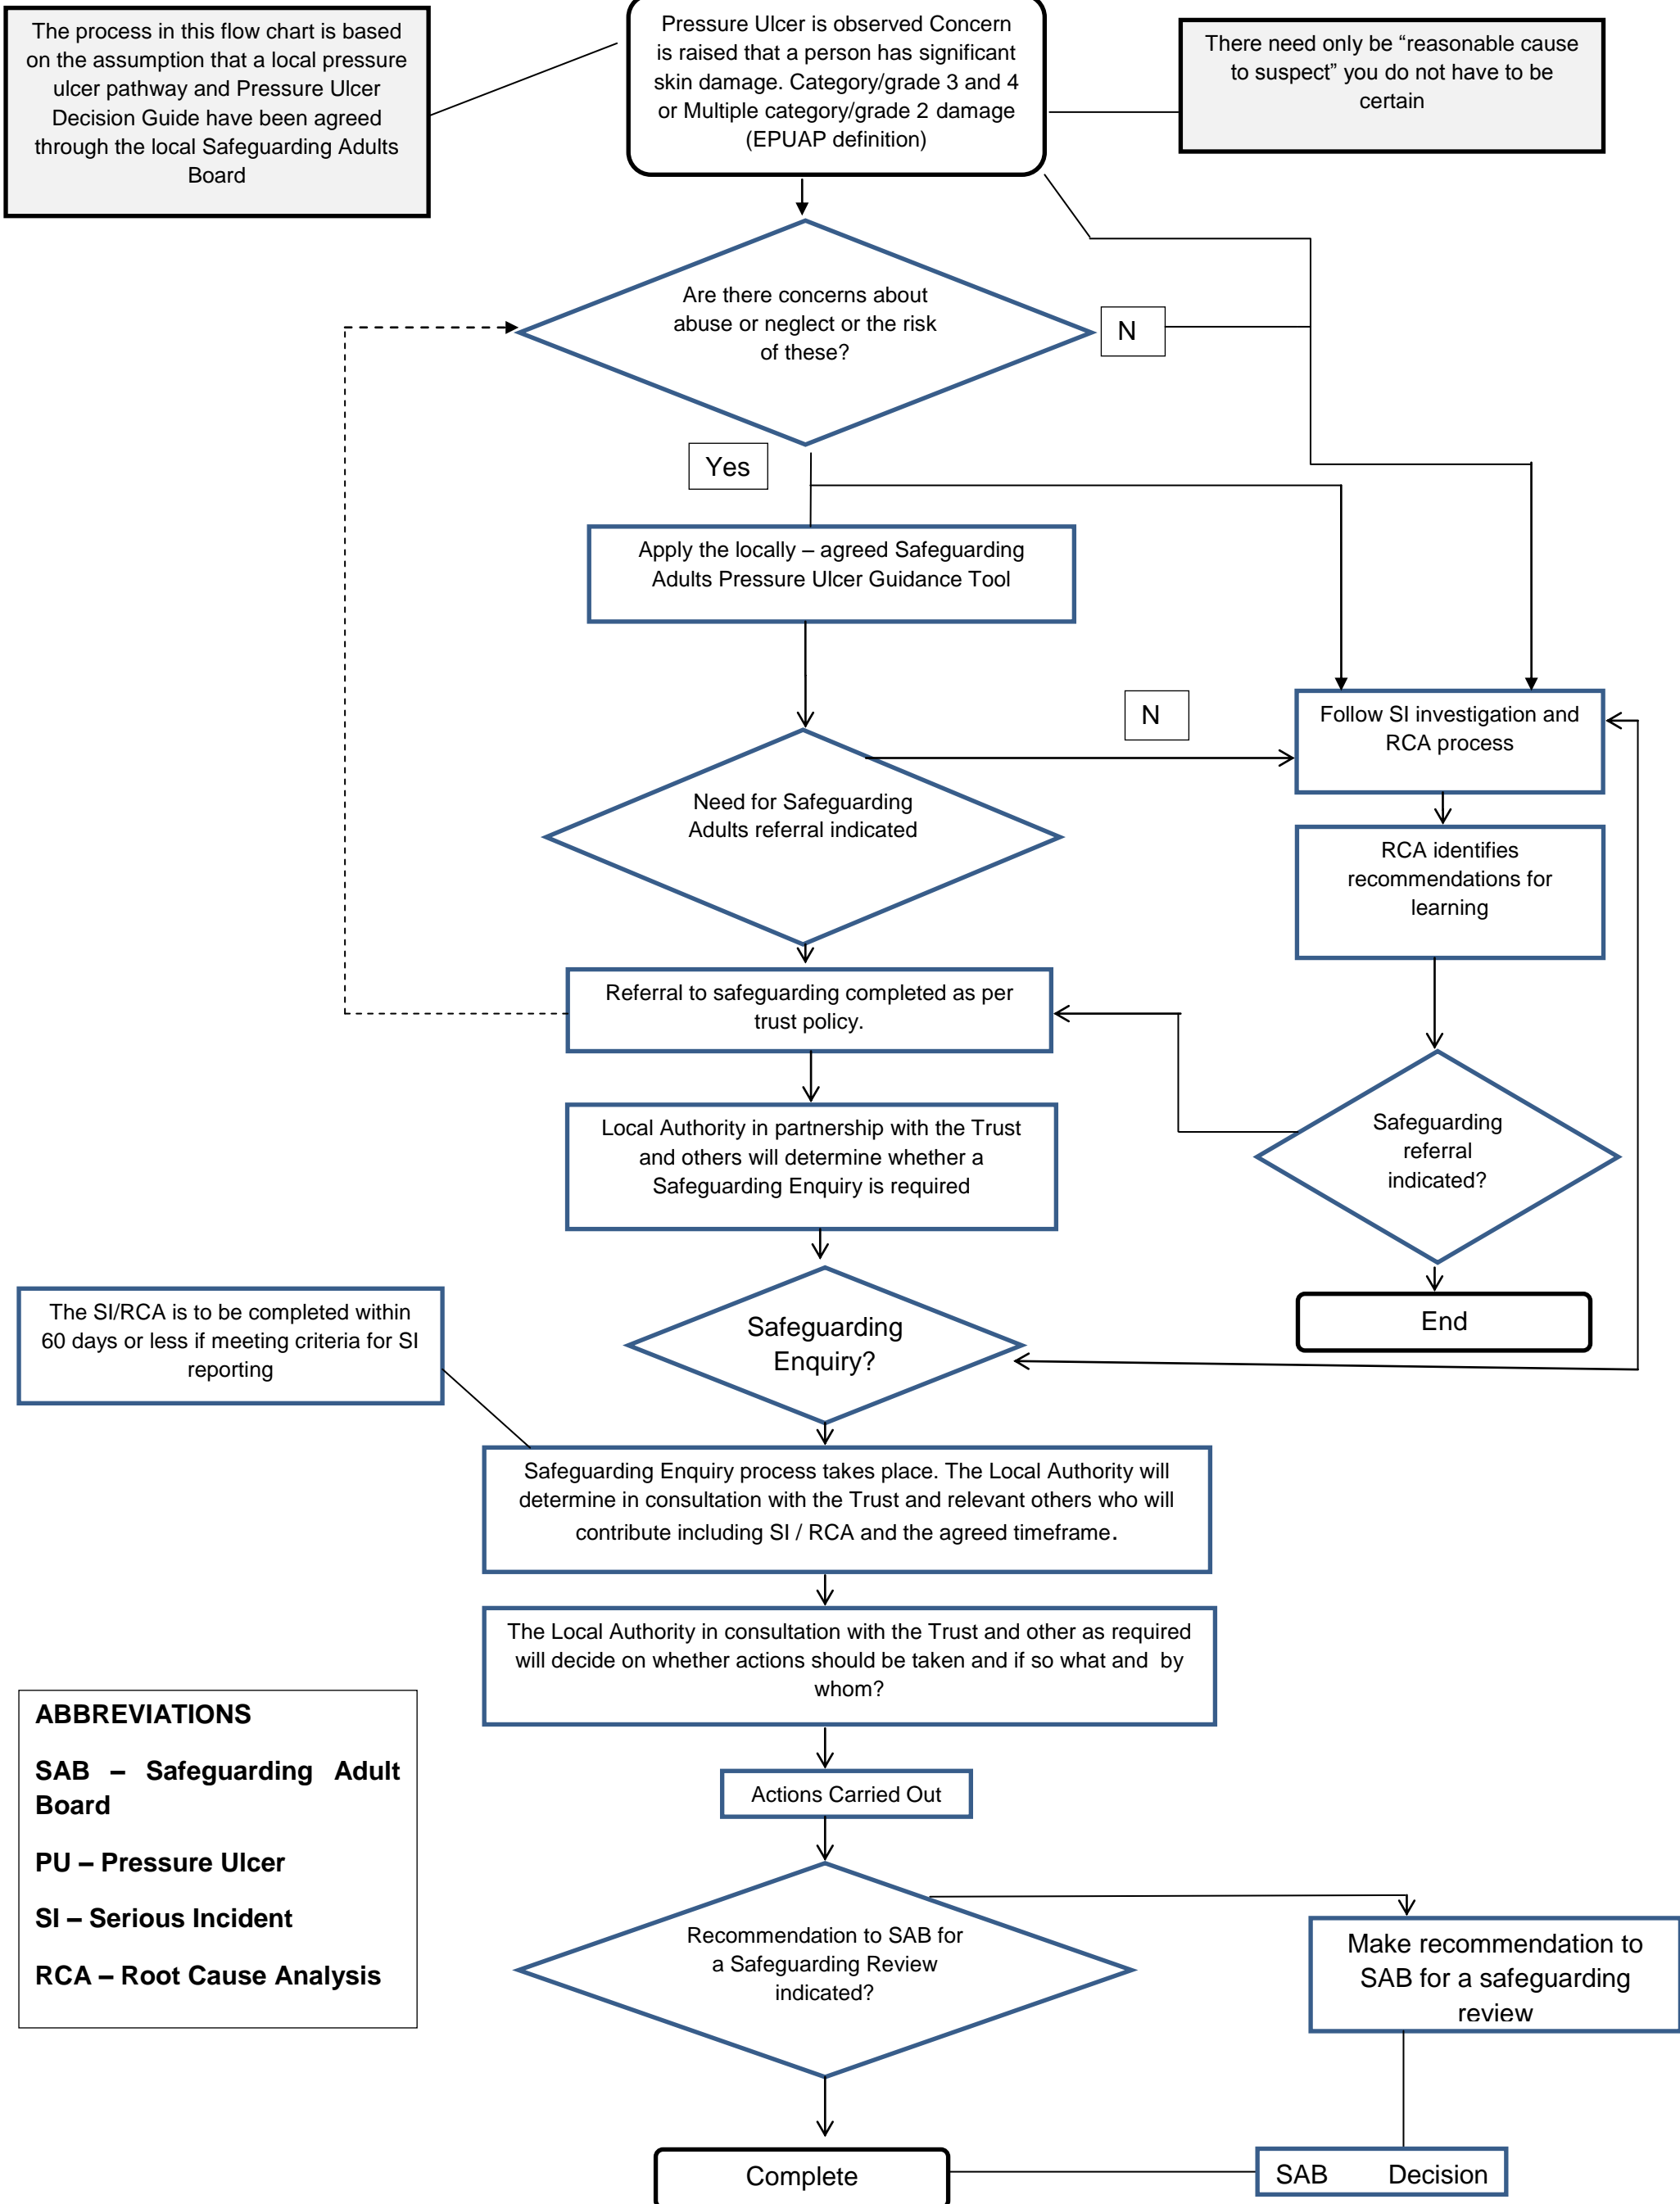 The process in this flow chart is based
on the assumption that a local pressure
ulcer pathway and Pressure Ulcer
Decision Guide have been agreed
through the local Safeguarding Adults
Board
Pressure Ulcer is observed Concern
is raised that a person has significant
skin damage. Category/grade 3 and 4
or Multiple category/grade 2 damage
(EPUAP definition)
There need only be “reasonable cause
to suspect” you do not have to be
certain
Are there concerns about
abuse or neglect or the risk
of these?
N
Yes
Apply the locally – agreed Safeguarding
Adults Pressure Ulcer Guidance Tool
N
Follow SI investigation and
RCA process
Need for Safeguarding
Adults referral indicated
RCA identifies
recommendations for
learning
Referral to safeguarding completed as per
trust policy.
Local Authority in partnership with the Trust
and others will determine whether a
Safeguarding Enquiry is required
Safeguarding
referral
indicated?
End
Safeguarding
Enquiry?
The SI/RCA is to be completed within
60 days or less if meeting criteria for SI
reporting
Safeguarding Enquiry process takes place. The Local Authority will
determine in consultation with the Trust and relevant others who will
contribute including SI / RCA and the agreed timeframe.
The Local Authority in consultation with the Trust and other as required
will decide on whether actions should be taken and if so what and by
whom?
ABBREVIATIONS
SAB – Safeguarding Adult
Board
PU – Pressure Ulcer
SI – Serious Incident
RCA – Root Cause Analysis
Actions Carried Out
Recommendation to SAB for
a Safeguarding Review
indicated?
Make recommendation to
SAB for a safeguarding
review
Complete
SAB Decision